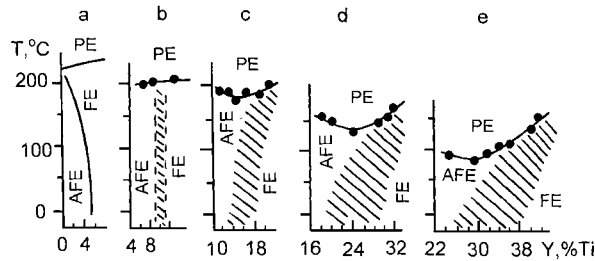 a b c d e
T,°C
PE PE PE PE PE
200
100
0
FE FE FE FE FE
AFE AFE AFE AFE AFE
0 4 4 8 10 14 18 16 24 32 22 30 38 Y,%Ti